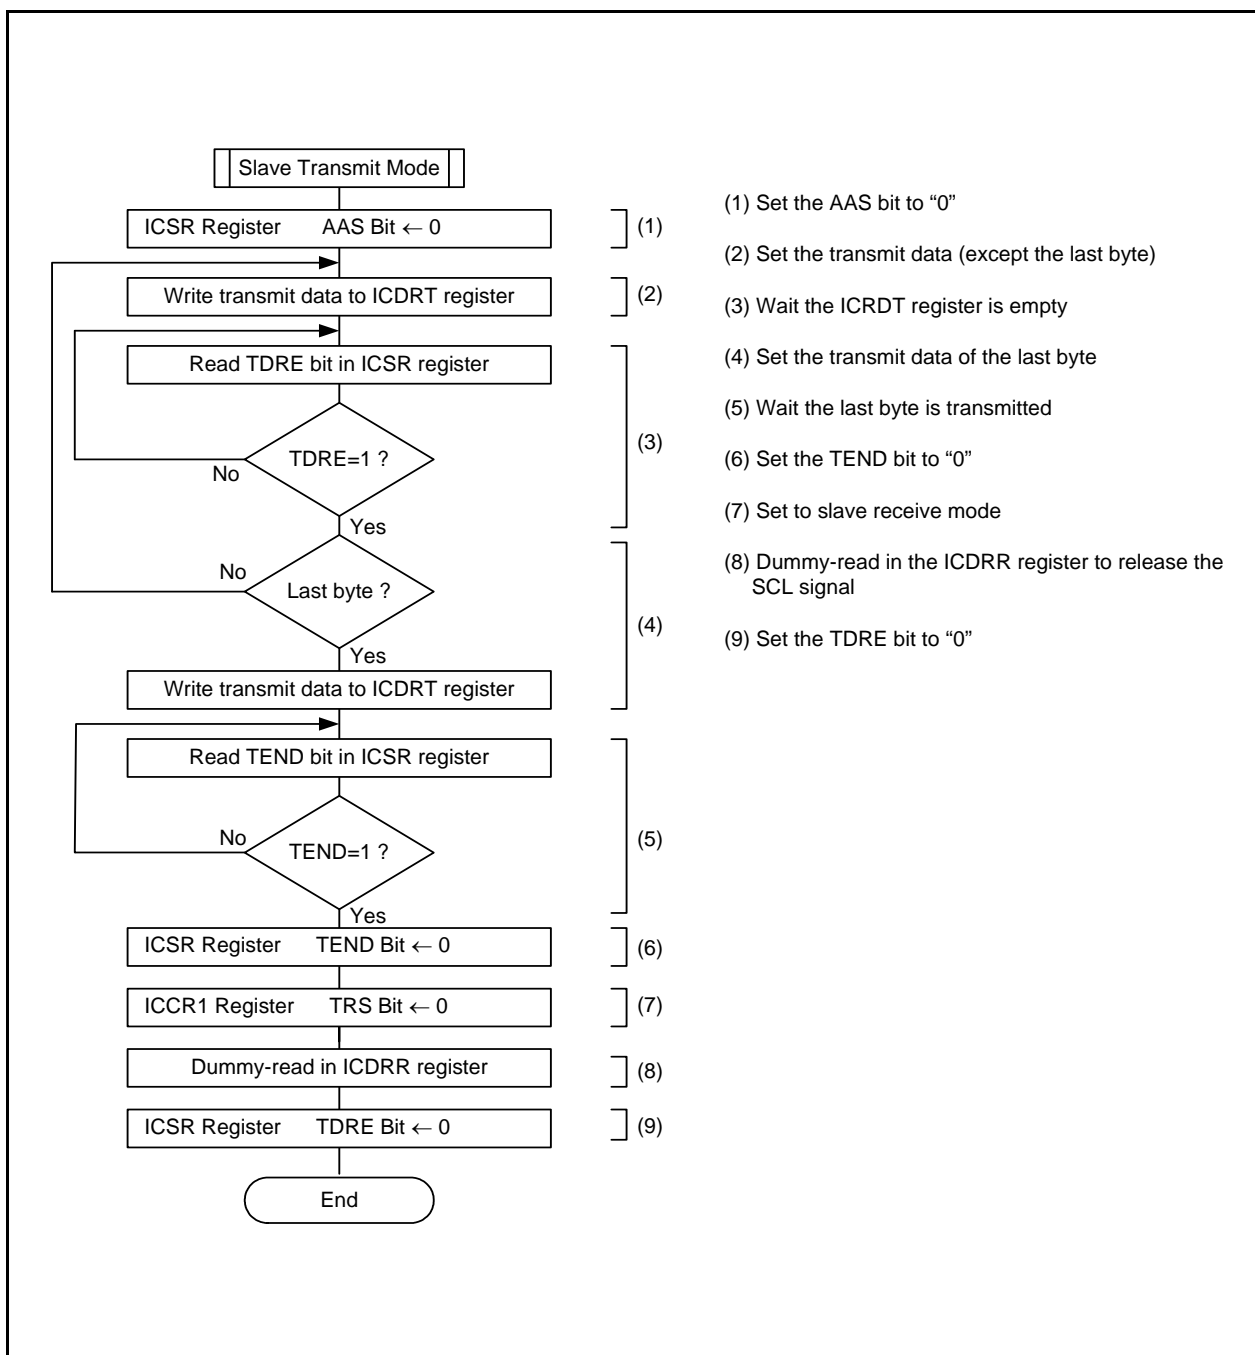 Slave Transmit Mode
ICSR Register AAS Bit ← 0
(1)
Write transmit data to ICDRT register
(2)
Read TDRE bit in ICSR register
TDRE=1 ?
No
(3)
Yes
No
Last byte ?
(4)
Yes
Write transmit data to ICDRT register
Read TEND bit in ICSR register
No
TEND=1 ?
(5)
Yes
ICSR Register TEND Bit ← 0
(6)
ICCR1 Register TRS Bit ← 0
(7)
Dummy-read in ICDRR register
(8)
ICSR Register TDRE Bit ← 0
(9)
End
(1) Set the AAS bit to “0”
(2) Set the transmit data (except the last byte)
(3) Wait the ICRDT register is empty
(4) Set the transmit data of the last byte
(5) Wait the last byte is transmitted
(6) Set the TEND bit to “0”
(7) Set to slave receive mode
(8) Dummy-read in the ICDRR register to release the
SCL signal
(9) Set the TDRE bit to “0”